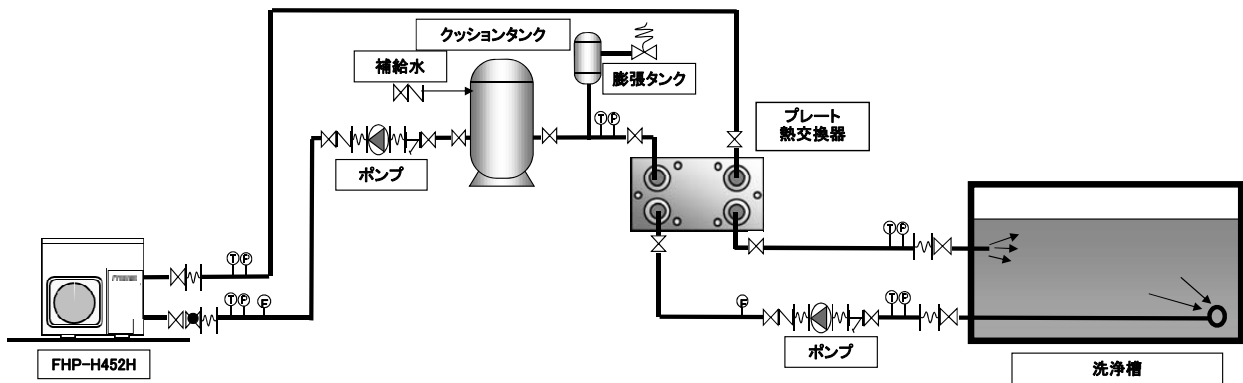 クッションタンク
補給水
膨張タンク
T P
プレート
熱交換器
ポンプ
T P
T P
T P F
F
T P
ポンプ
FHP-H452H
洗浄槽